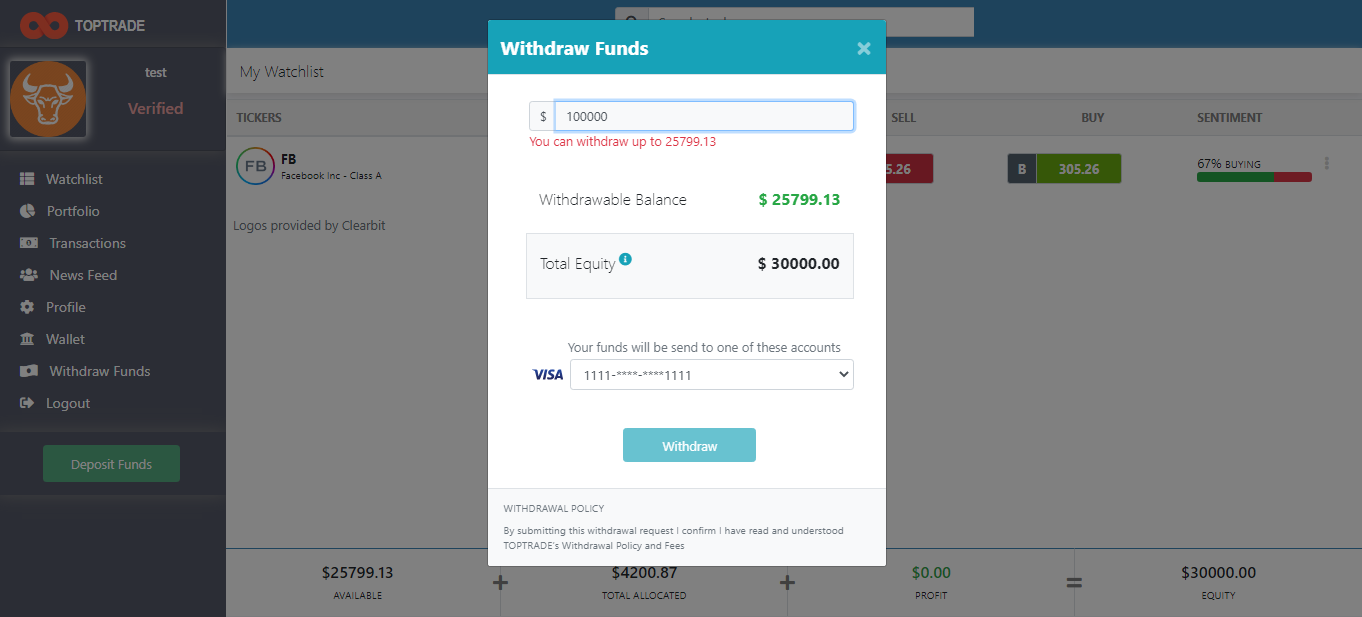 TOPTRADE
test
Verified
Watchlist
Portfolio
Transactions
News Feed
Profile
Wallet
Withdraw Funds
Logout
Deposit Funds
My Watchlist
TICKERS
SELL
BUY
SENTIMENT
FB
FB
Facebook Inc - Class A
5.26
B
305.26
67% BUYING
Logos provided by Clearbit
Withdraw Funds
×
$ 100000
You can withdraw up to 25799.13
Withdrawable Balance $ 25799.13
Total Equity $ 30000.00
Your funds will be send to one of these accounts
VISA 1111-****-****1111
Withdraw
WITHDRAWAL POLICY
By submitting this withdrawal request I confirm I have read and understood
TOPTRADE's Withdrawal Policy and Fees
$25799.13 + $4200.87 + $0.00 = $30000.00
AVAILABLE TOTAL ALLOCATED PROFIT EQUITY